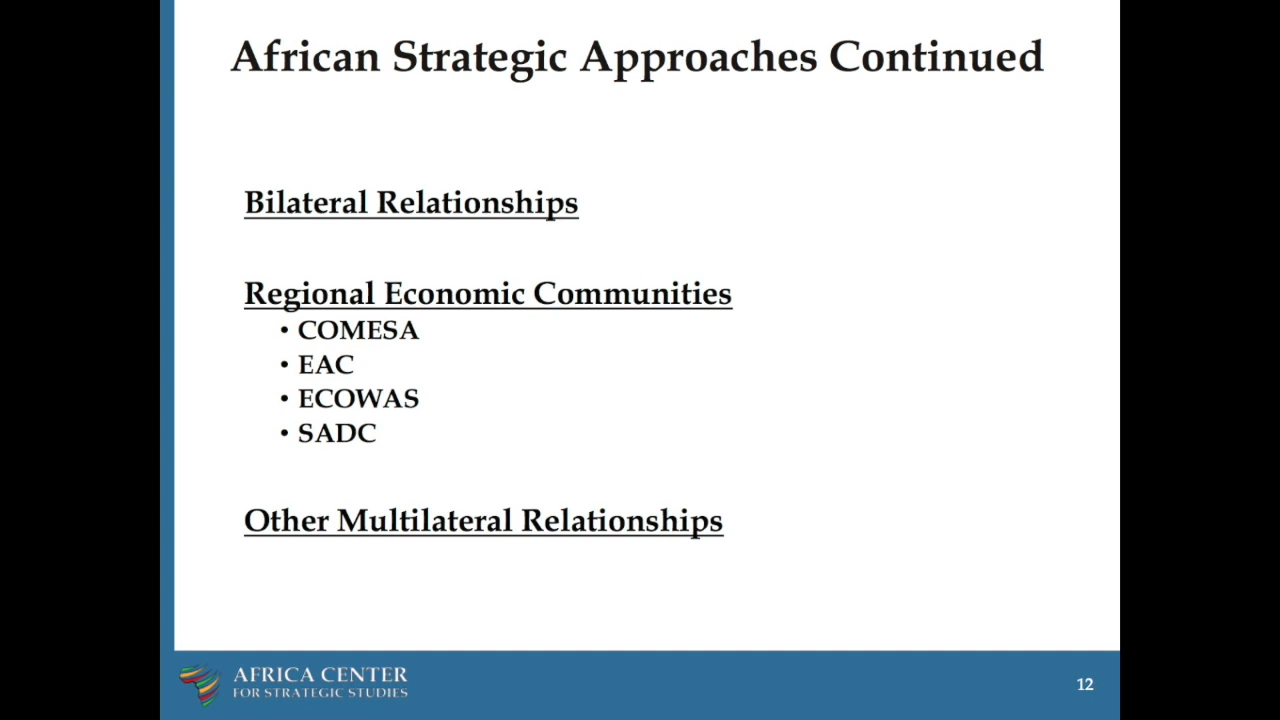 African Strategic Approaches Continued
Bilateral Relationships
Regional Economic Communities
• COMESA
• EAC
• ECOWAS
• SADC
Other Multilateral Relationships
AFRICA CENTER
FOR STRATEGIC STUDIES
12